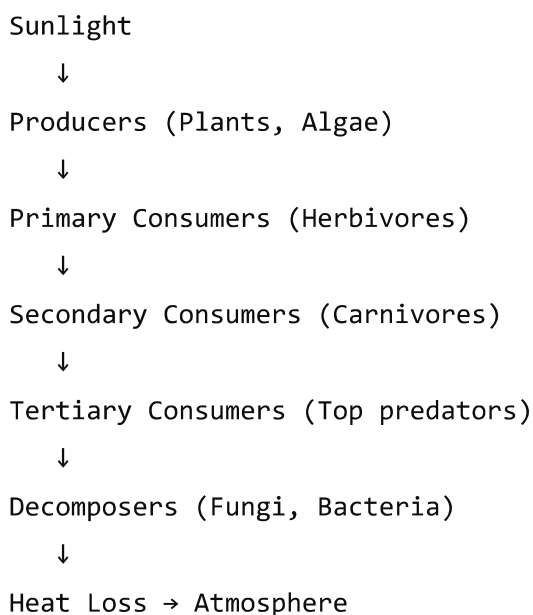 Sunlight
↓
Producers (Plants, Algae)
↓
Primary Consumers (Herbivores)
↓
Secondary Consumers (Carnivores)
↓
Tertiary Consumers (Top predators)
↓
Decomposers (Fungi, Bacteria)
↓
Heat Loss → Atmosphere